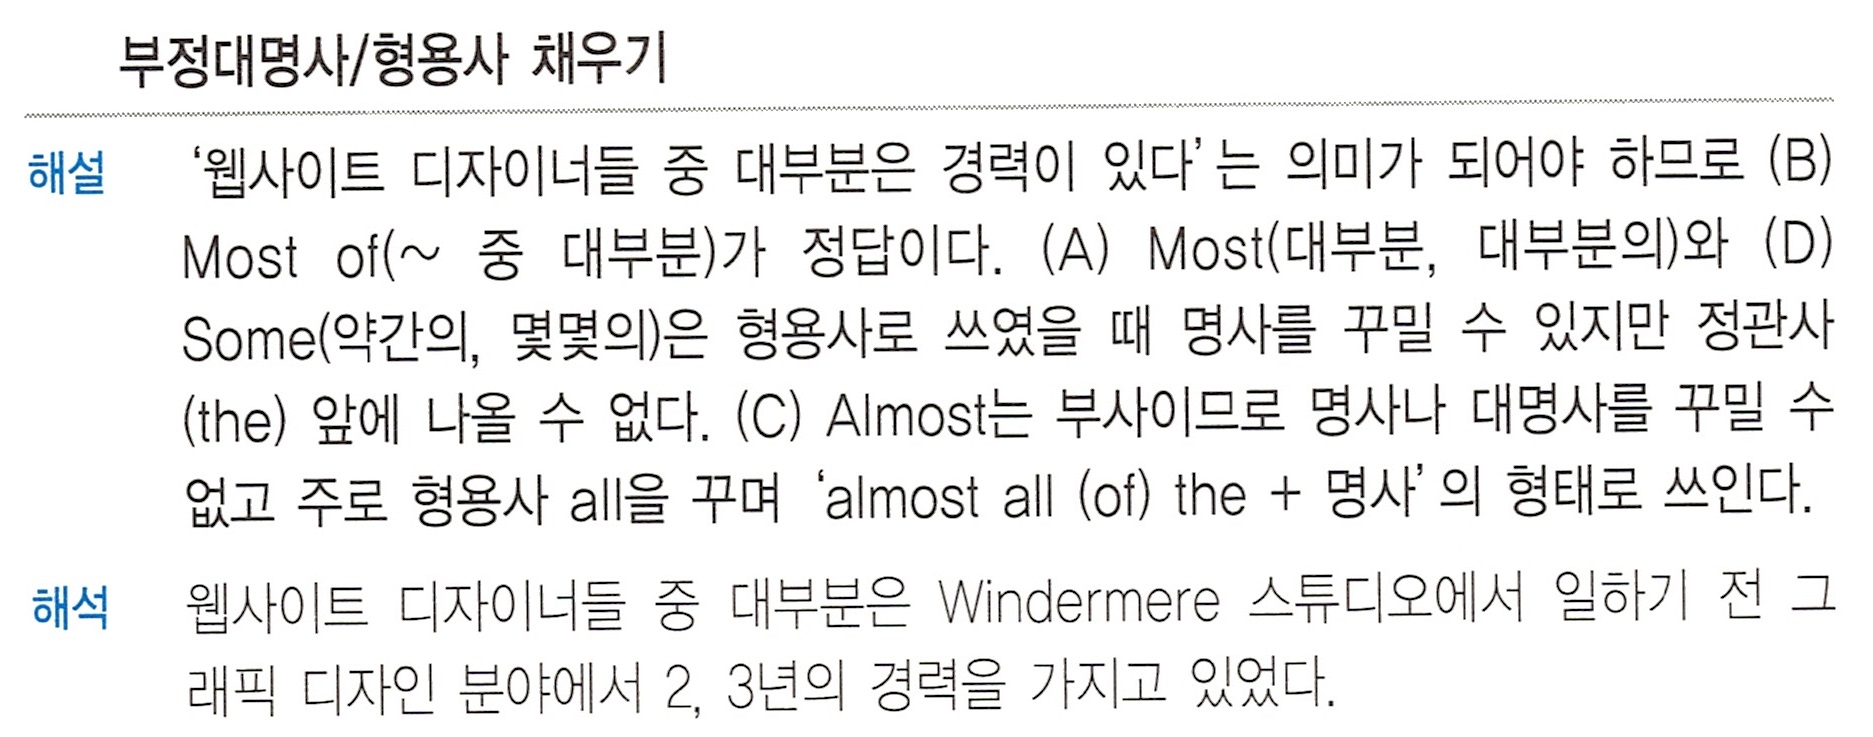 부정대명사/형용사 채우기
해설 ‘웹사이트 디자이너들 중 대부분은 경력이 있다’는 의미가 되어야 하므로 (B)
Most of(~ 중 대부분)가 정답이다. (A) Most(대부분, 대부분의)와 (D)
Some(약간의, 몇몇의)은 형용사로 쓰였을 때 명사를 꾸밀 수 있지만 정관사
(the) 앞에 나올 수 없다. (C) Almost는 부사이므로 명사나 대명사를 꾸밀 수
없고 주로 형용사 all을 꾸며 ‘almost all (of) the + 명사’의 형태로 쓰인다.
해석 웹사이트 디자이너들 중 대부분은 Windermere 스튜디오에서 일하기 전 그
래픽 디자인 분야에서 2, 3년의 경력을 가지고 있었다.